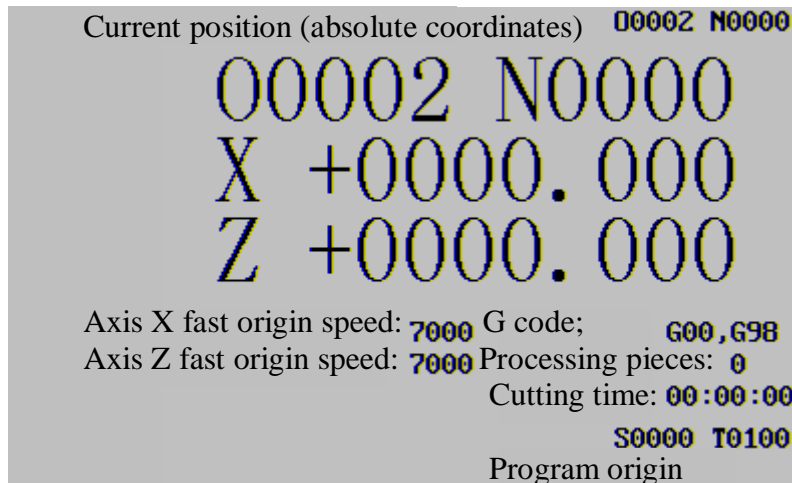 Current position (absolute coordinates) O0002 N0000
O0002 N0000
X +0000.000
Z +0000.000
Axis X fast origin speed: 7000 G code; G00,G98
Axis Z fast origin speed: 7000 Processing pieces: 0
Cutting time: 00:00:00
S0000 T0100
Program origin